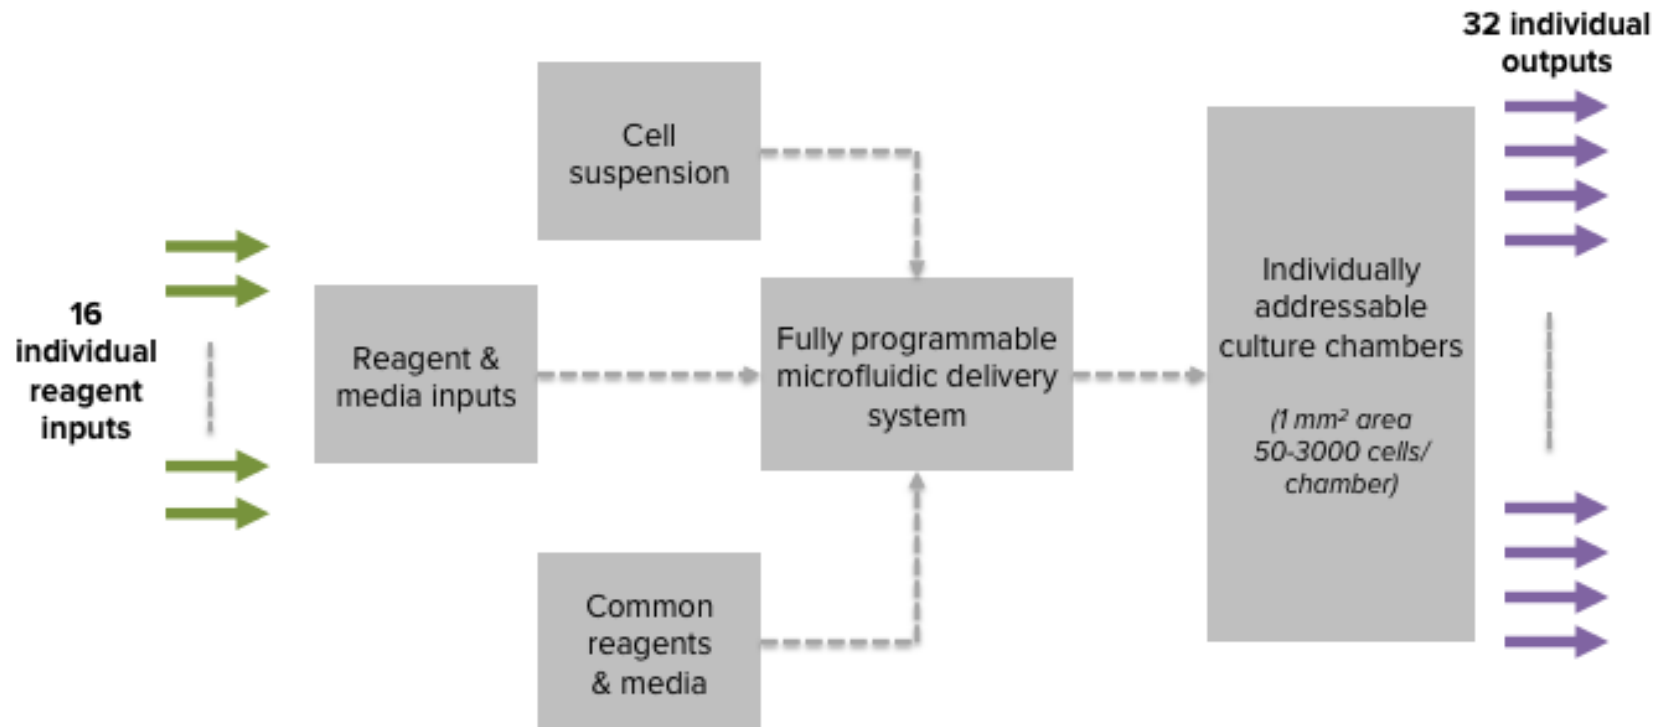 32 individual
outputs
Cell
suspension
16
individual
reagent
inputs
Reagent &
media inputs
Fully programmable
microfluidic delivery
system
Individually
addressable
culture chambers
(1 mm² area
50-3000 cells/
chamber)
Common
reagents
& media